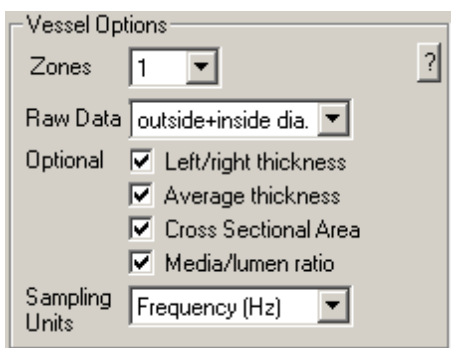 Vessel Options
Zones 1 ?
Raw Data outside+inside dia.
Optional Left/right thickness
Average thickness
Cross Sectional Area
Media/lumen ratio
Sampling
Units Frequency (Hz)